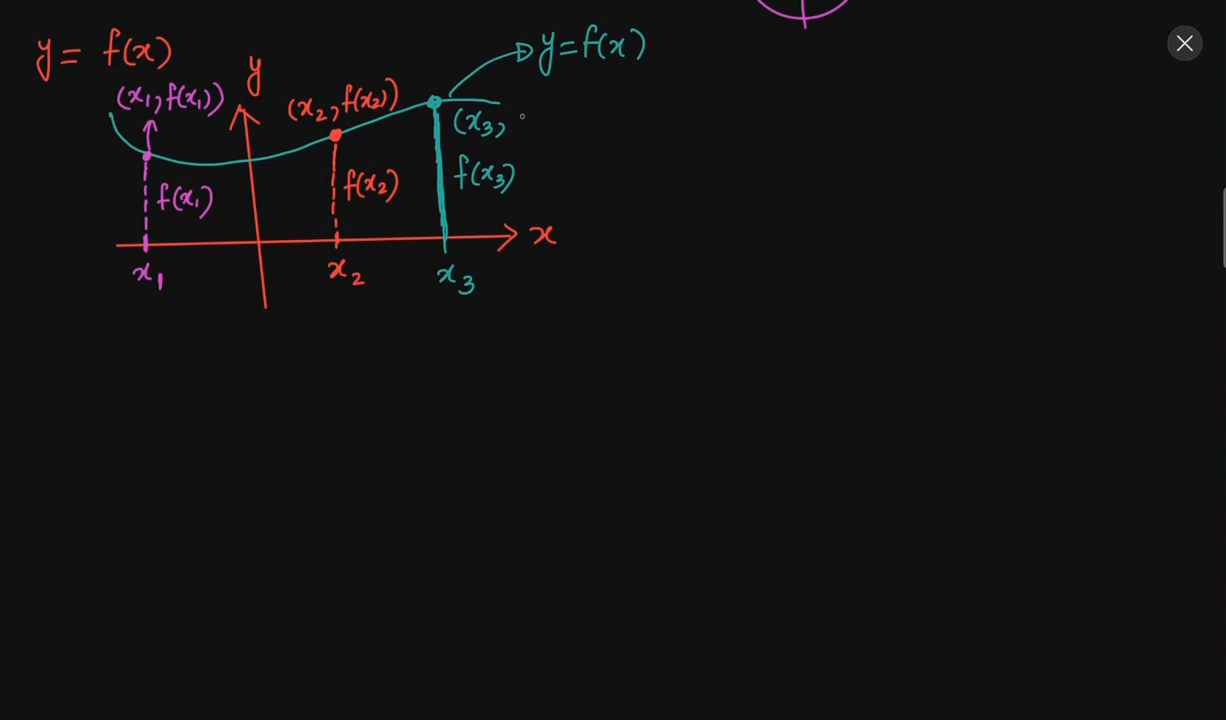 y = f(x)
y
y=f(x)
(x₁, f(x₁))
(x₂, f(x₂))
(x₃,
f(x₁)
f(x₂)
f(x₃)
x
x₁
x₂
x₃